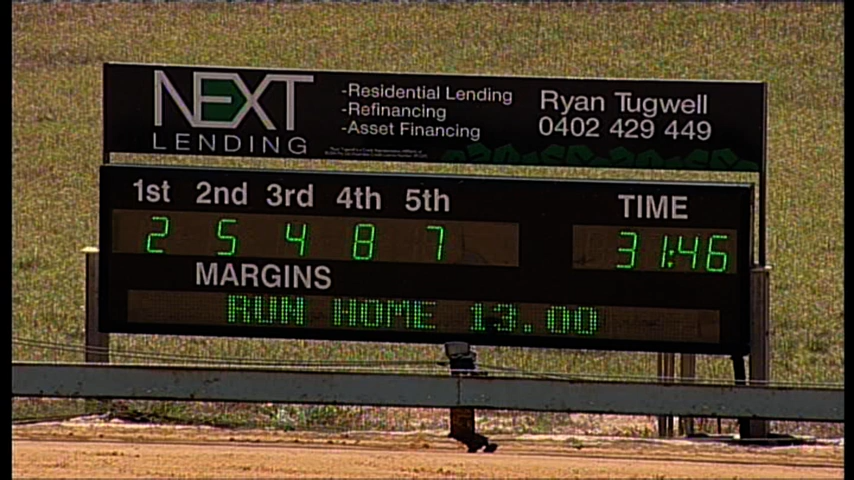 NEXT
LENDING
-Residential Lending
-Refinancing
-Asset Financing
Ryan Tugwell
0402 429 449
1st 2nd 3rd 4th 5th TIME
2 5 4 8 7 31:46
MARGINS
RUN HOME 13.00